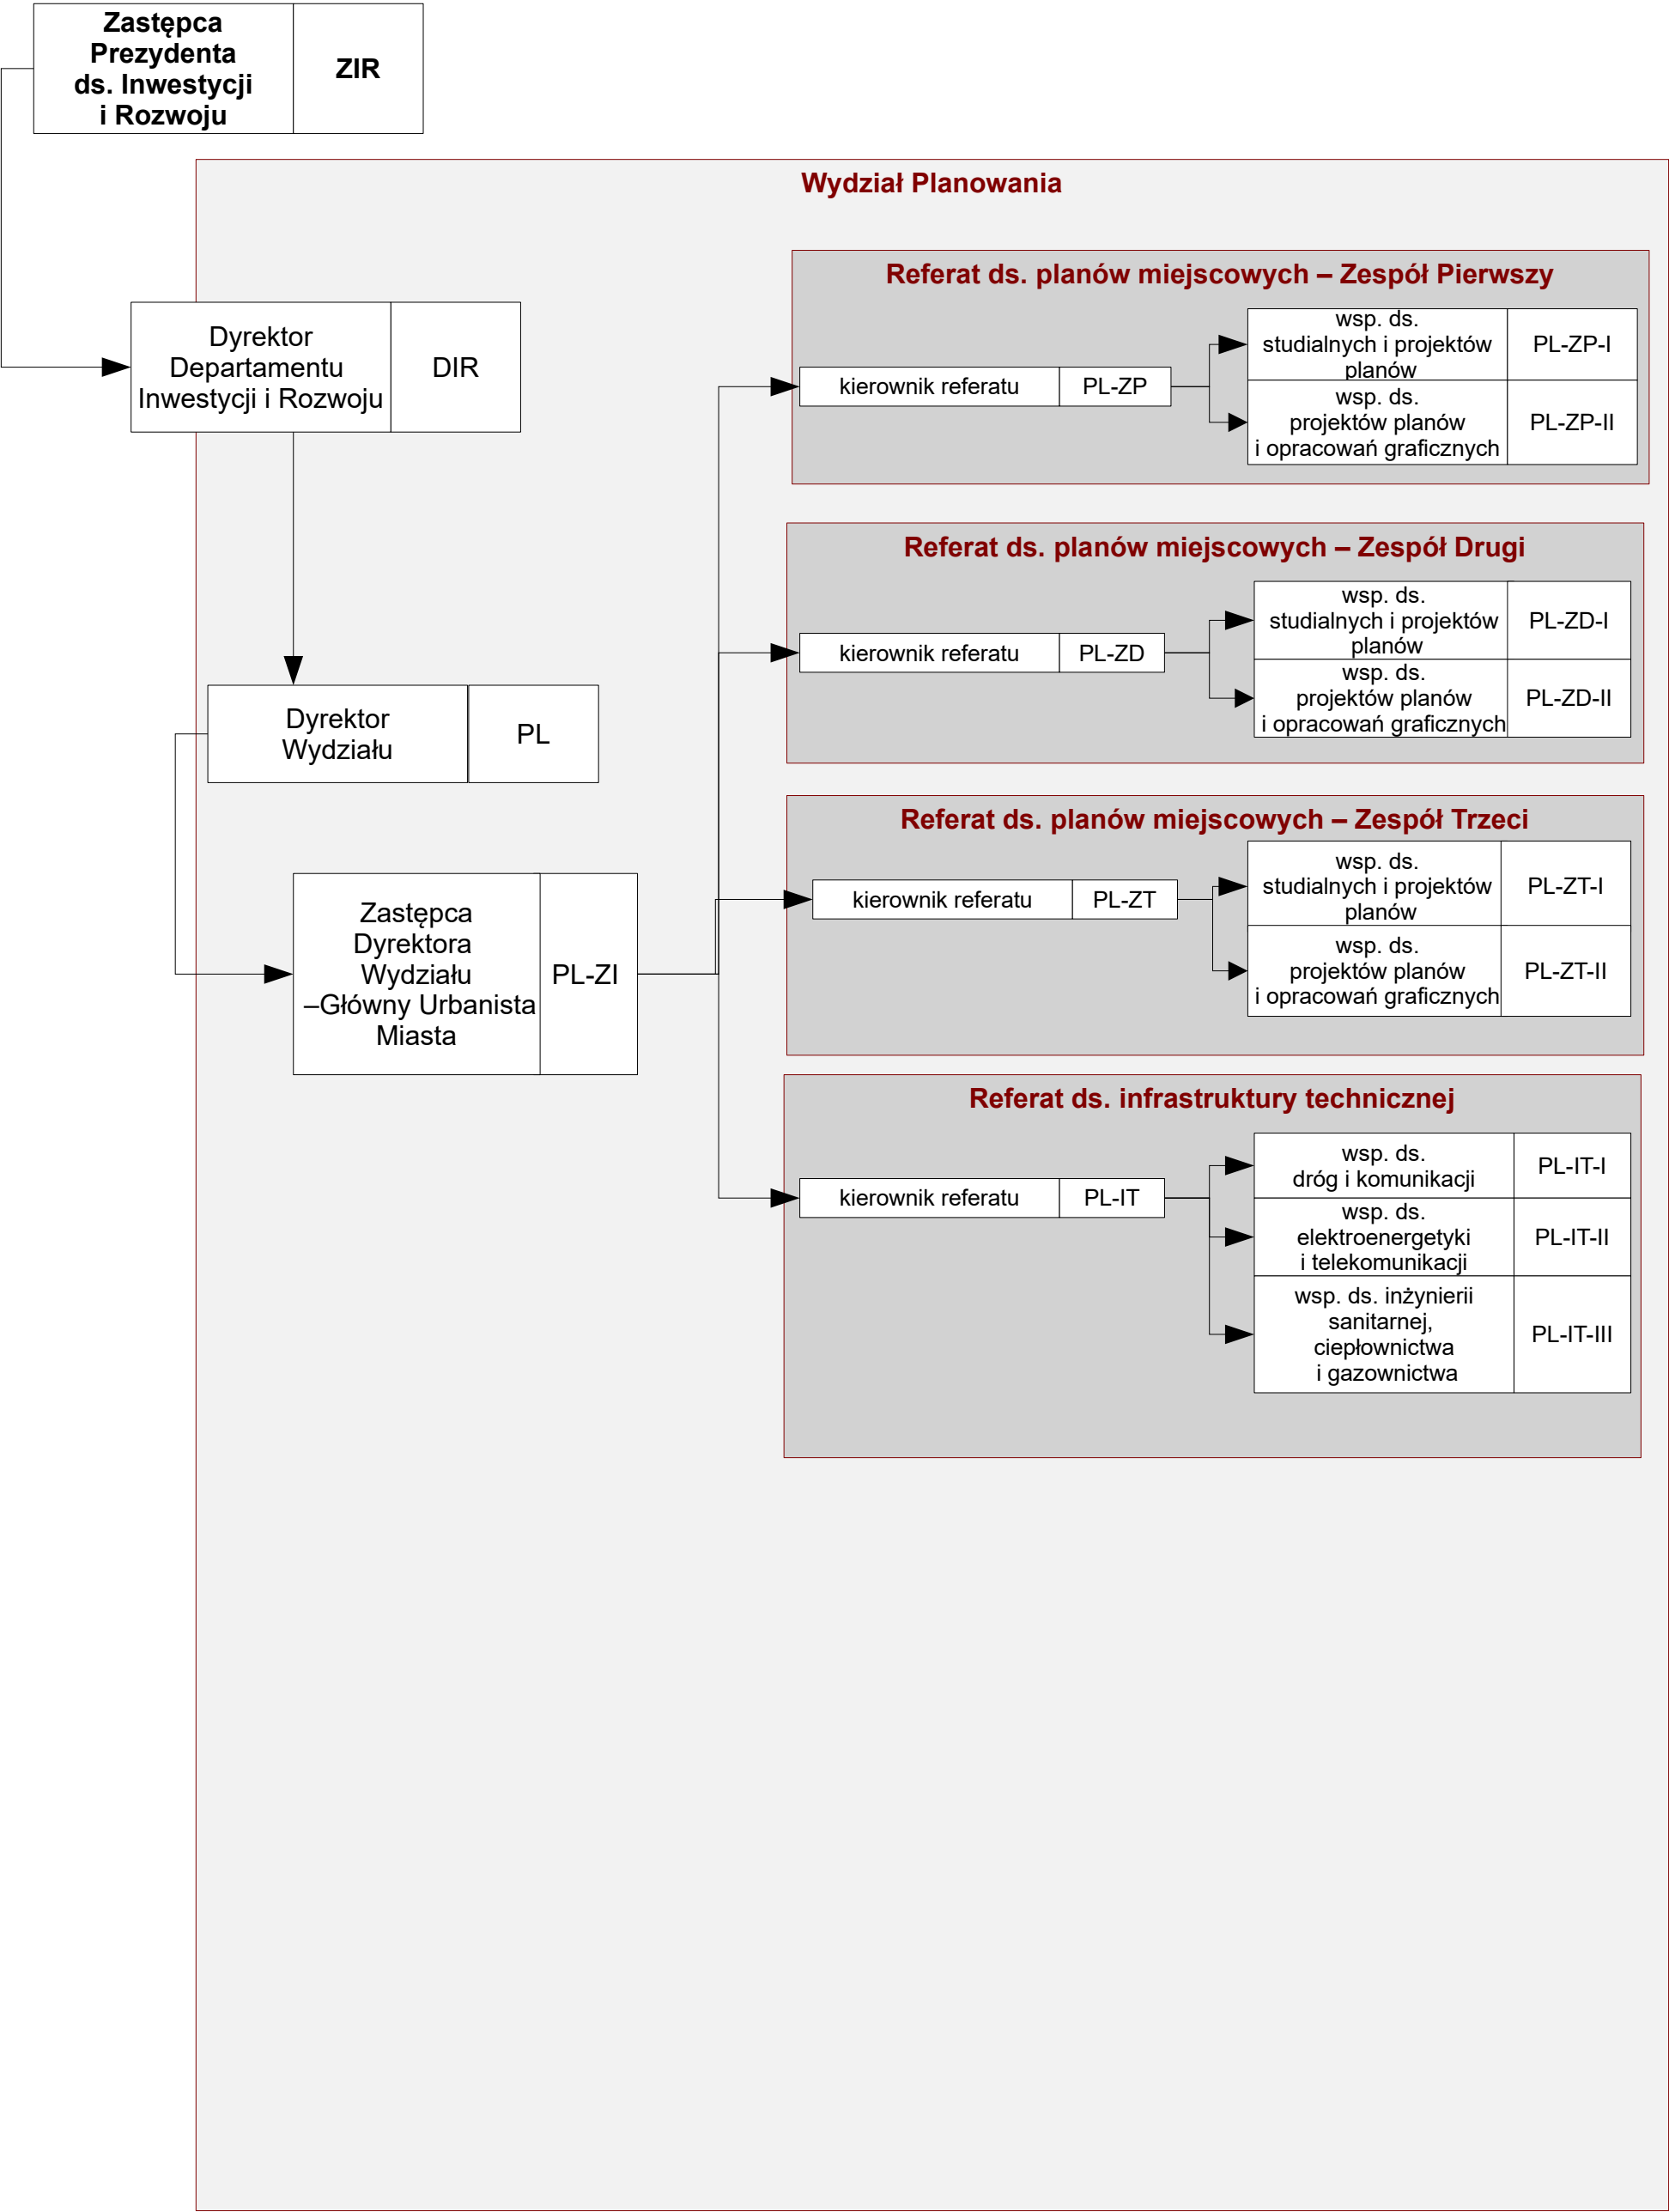 Zastępca
Prezydenta
ds. Inwestycji
i Rozwoju
ZIR
Wydział Planowania
Dyrektor
Departamentu
Inwestycji i Rozwoju
DIR
Dyrektor
Wydziału
PL
Zastępca
Dyrektora
Wydziału
–Główny Urbanista
Miasta
PL-ZI
Referat ds. planów miejscowych – Zespół Pierwszy
kierownik referatu
PL-ZP
wsp. ds.
studialnych i projektów
planów
PL-ZP-I
wsp. ds.
projektów planów
i opracowań graficznych
PL-ZP-II
Referat ds. planów miejscowych – Zespół Drugi
kierownik referatu
PL-ZD
wsp. ds.
studialnych i projektów
planów
PL-ZD-I
wsp. ds.
projektów planów
i opracowań graficznych
PL-ZD-II
Referat ds. planów miejscowych – Zespół Trzeci
kierownik referatu
PL-ZT
wsp. ds.
studialnych i projektów
planów
PL-ZT-I
wsp. ds.
projektów planów
i opracowań graficznych
PL-ZT-II
Referat ds. infrastruktury technicznej
kierownik referatu
PL-IT
wsp. ds.
dróg i komunikacji
PL-IT-I
wsp. ds.
elektroenergetyki
i telekomunikacji
PL-IT-II
wsp. ds. inżynierii
sanitarnej,
ciepłownictwa
i gazownictwa
PL-IT-III